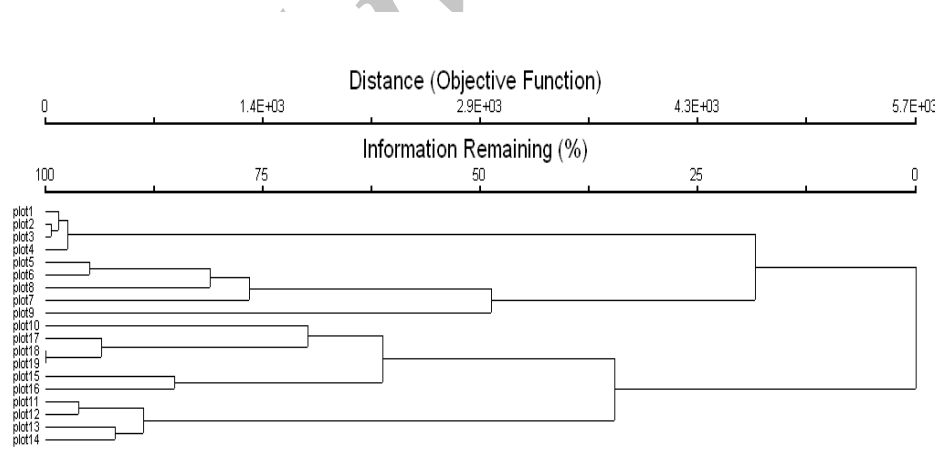 Distance (Objective Function)
0 1.4E+03 2.9E+03 4.3E+03 5.7E+03
Information Remaining (%)
100 75 50 25 0
plot1
plot2
plot3
plot4
plot5
plot6
plot8
plot7
plot9
plot10
plot17
plot18
plot19
plot15
plot16
plot11
plot12
plot13
plot14